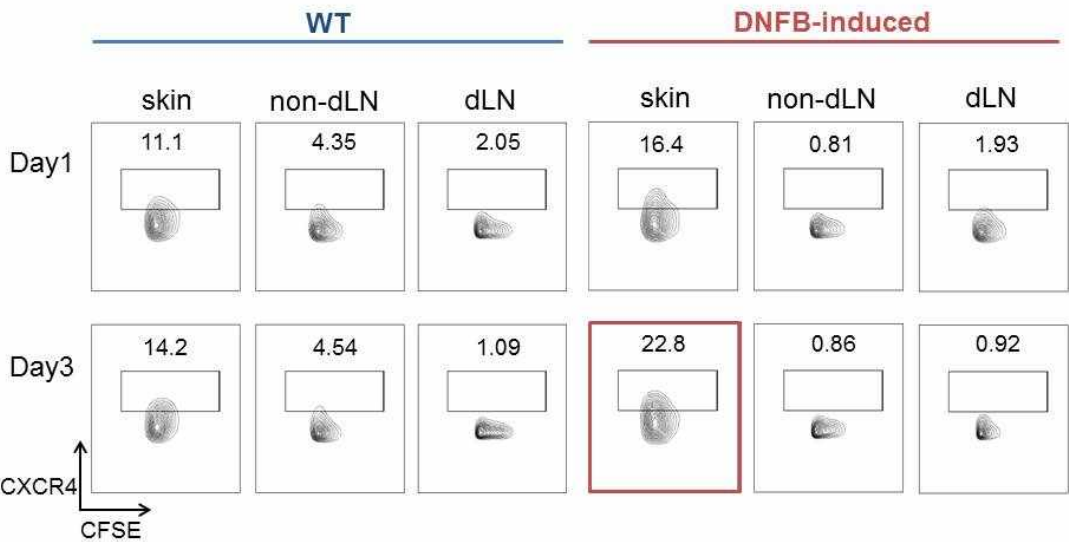 WT DNFB-induced
skin non-dLN dLN skin non-dLN dLN
Day1 11.1 4.35 2.05 16.4 0.81 1.93
Day3 14.2 4.54 1.09 22.8 0.86 0.92
CXCR4
CFSE